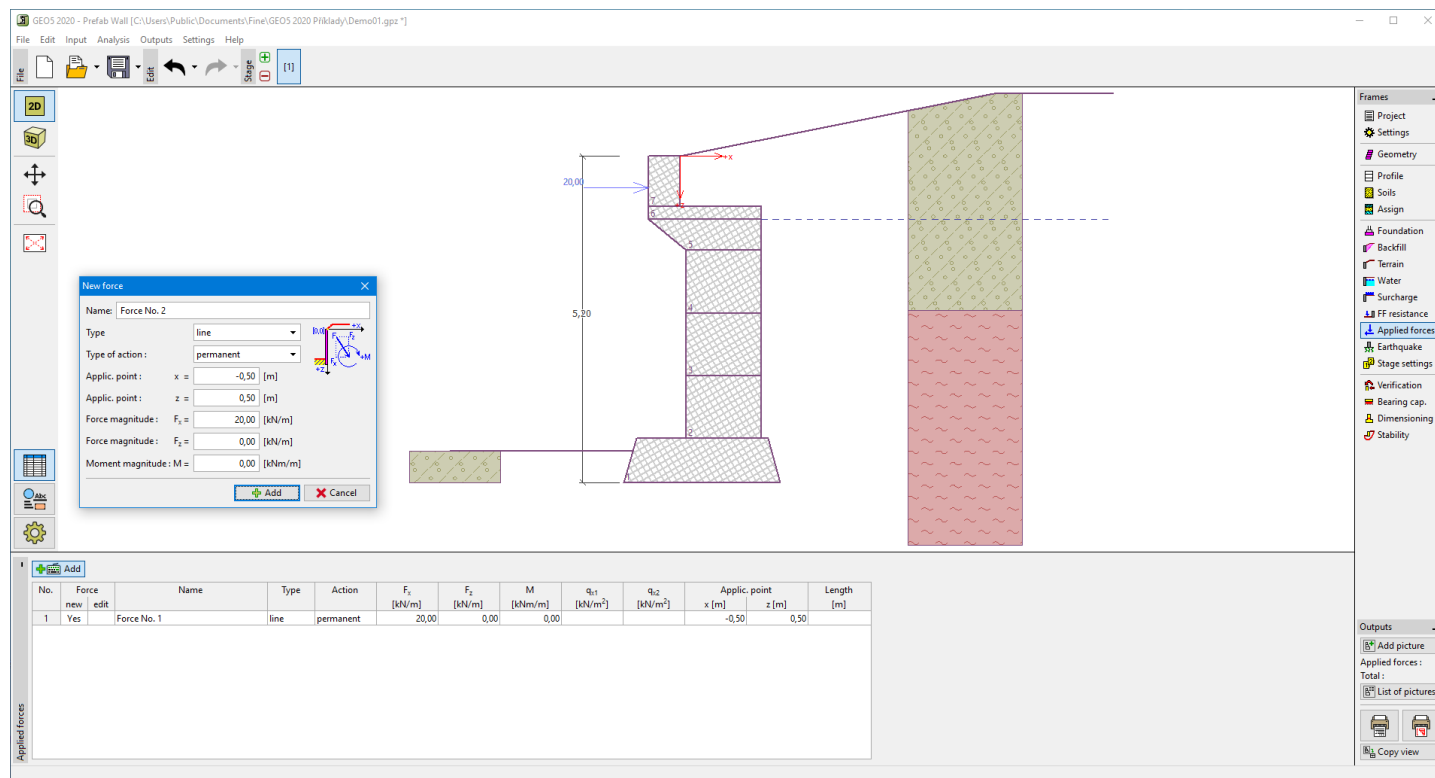 GEO5 2020 - Prefab Wall [C:\Users\Public\Documents\Fine\GEO5 2020 Příklady\Demo01.gpz *]
File Edit Input Analysis Outputs Settings Help
File
Edit
Stage
[1]
2D
3D
Abc
+x
20,00
7
6
5
4
3
2
1
5,20
New force
Name: Force No. 2
Type line
Type of action : permanent
Applic. point : x = -0,50 [m]
Applic. point : z = 0,50 [m]
Force magnitude : Fx = 20,00 [kN/m]
Force magnitude : Fz = 0,00 [kN/m]
Moment magnitude : M = 0,00 [kNm/m]
[0,0] +x
F Fz
Fx +M
+z
Add Cancel
Frames
Project
Settings
Geometry
Profile
Soils
Assign
Foundation
Backfill
Terrain
Water
Surcharge
FF resistance
Applied forces
Earthquake
Stage settings
Verification
Bearing cap.
Dimensioning
Stability
Add
No. Force Name Type Action Fx Fz M qx1 qx2 Applic. point Length
new edit [kN/m] [kN/m] [kNm/m] [kN/m²] [kN/m²] x [m] z [m] [m]
1 Yes Force No. 1 line permanent 20,00 0,00 0,00 -0,50 0,50
Applied forces
Outputs
Add picture
Applied forces :
Total :
List of pictures
Copy view